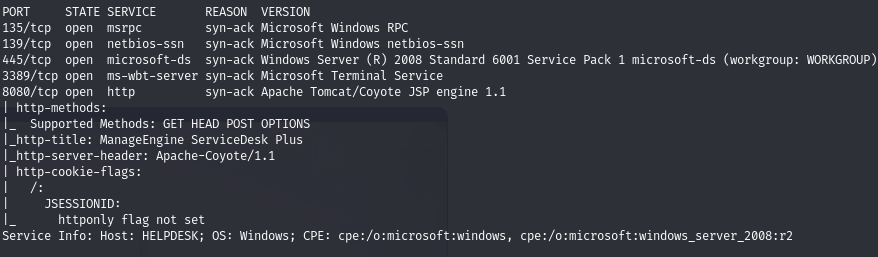 PORT     STATE SERVICE       REASON  VERSION
135/tcp  open  msrpc         syn-ack Microsoft Windows RPC
139/tcp  open  netbios-ssn   syn-ack Microsoft Windows netbios-ssn
445/tcp  open  microsoft-ds  syn-ack Windows Server (R) 2008 Standard 6001 Service Pack 1 microsoft-ds (workgroup: WORKGROUP)
3389/tcp open  ms-wbt-server syn-ack Microsoft Terminal Service
8080/tcp open  http          syn-ack Apache Tomcat/Coyote JSP engine 1.1
| http-methods:
|_  Supported Methods: GET HEAD POST OPTIONS
|_http-title: ManageEngine ServiceDesk Plus
|_http-server-header: Apache-Coyote/1.1
| http-cookie-flags:
|   /:
|     JSESSIONID:
|_      httponly flag not set
Service Info: Host: HELPDESK; OS: Windows; CPE: cpe:/o:microsoft:windows, cpe:/o:microsoft:windows_server_2008:r2